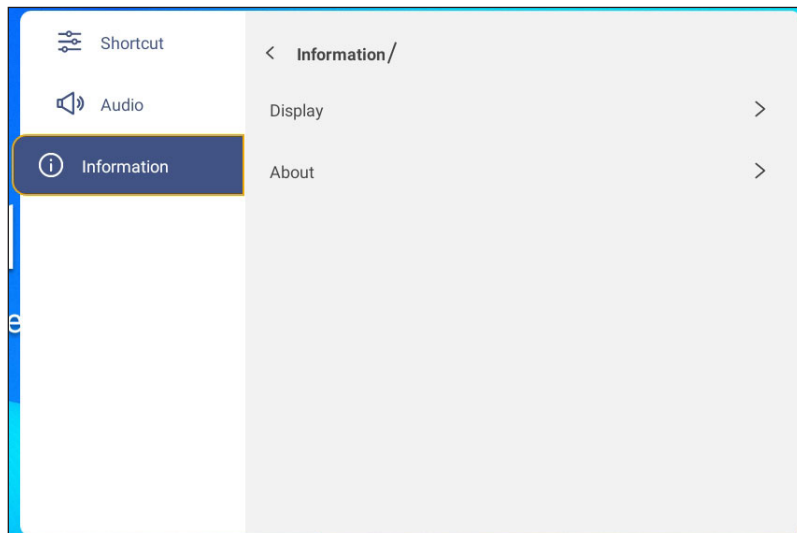 Shortcut
Audio
Information
Information/
Display
About
e